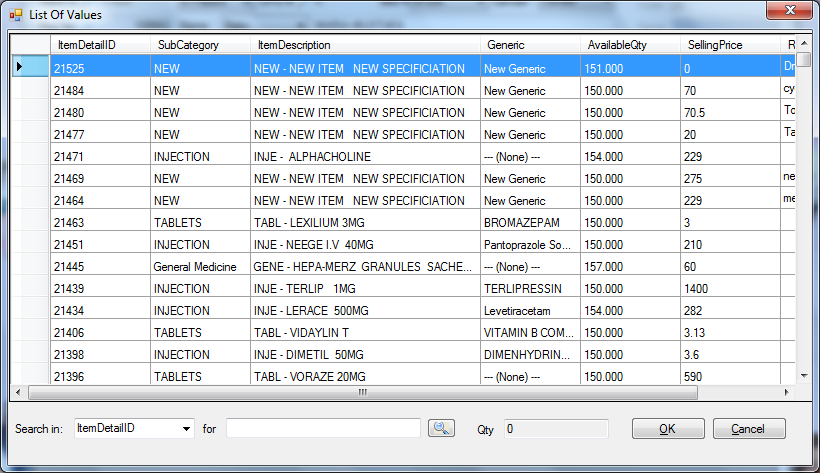 List Of Values
ItemDetailID SubCategory ItemDescription Generic AvailableQty SellingPrice R
21525 NEW NEW - NEW ITEM NEW SPECIFICIATION New Generic 151.000 0 Dr
21484 NEW NEW - NEW ITEM NEW SPECIFICIATION New Generic 150.000 70 cy
21480 NEW NEW - NEW ITEM NEW SPECIFICIATION New Generic 150.000 70.5 To
21477 NEW NEW - NEW ITEM NEW SPECIFICIATION New Generic 150.000 20 Ta
21471 INJECTION INJE - ALPHACHOLINE --- (None) --- 154.000 229
21469 NEW NEW - NEW ITEM NEW SPECIFICIATION New Generic 150.000 275 ne
21464 NEW NEW - NEW ITEM NEW SPECIFICIATION New Generic 150.000 229 me
21463 TABLETS TABL - LEXILIUM 3MG BROMAZEPAM 150.000 3
21451 INJECTION INJE - NEEGE I.V 40MG Pantoprazole So... 150.000 210
21445 General Medicine GENE - HEPA-MERZ GRANULES SACHE... --- (None) --- 157.000 60
21439 INJECTION INJE - TERLIP 1MG TERLIPRESSIN 150.000 1400
21434 INJECTION INJE - LERACE 500MG Levetiracetam 154.000 282
21406 TABLETS TABL - VIDAYLIN T VITAMIN B COM... 150.000 3.13
21398 INJECTION INJE - DIMETIL 50MG DIMENHYDRIN... 150.000 3.6
21396 TABLETS TABL - VORAZE 20MG --- (None) --- 150.000 590
Search in: ItemDetailID for Qty 0 OK Cancel